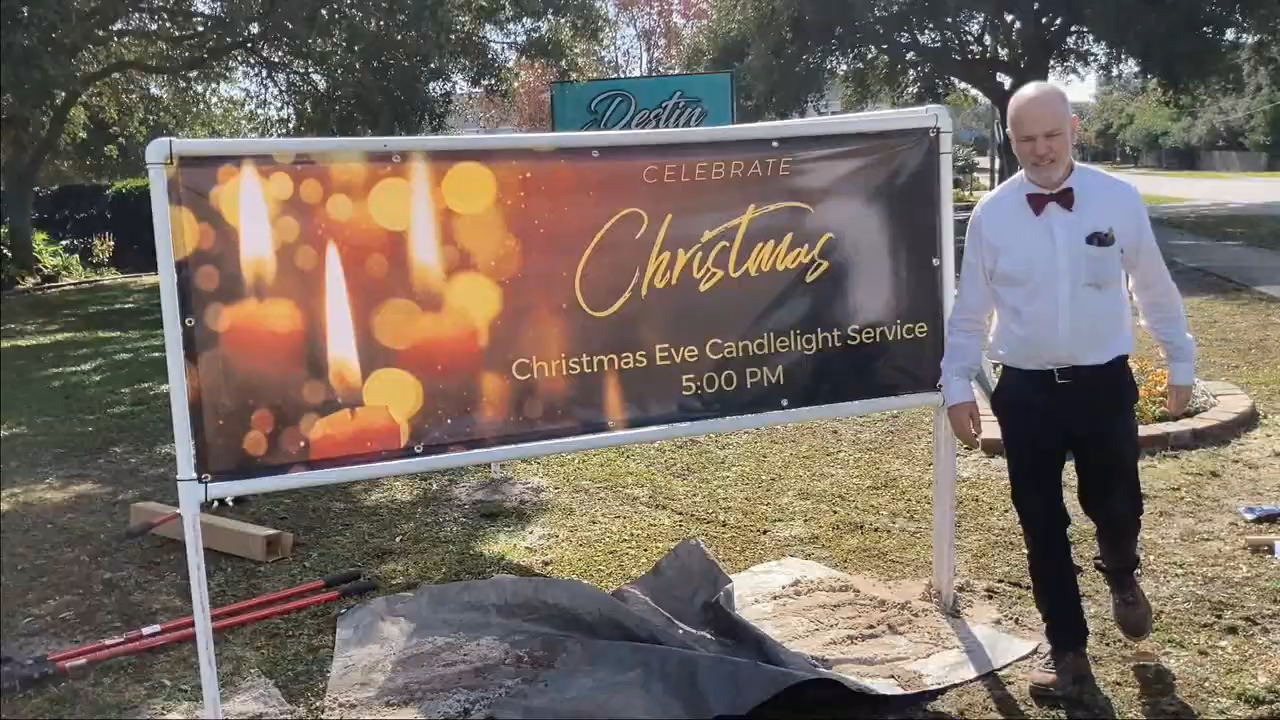 Destin
CELEBRATE
Christmas
Christmas Eve Candlelight Service
5:00 PM